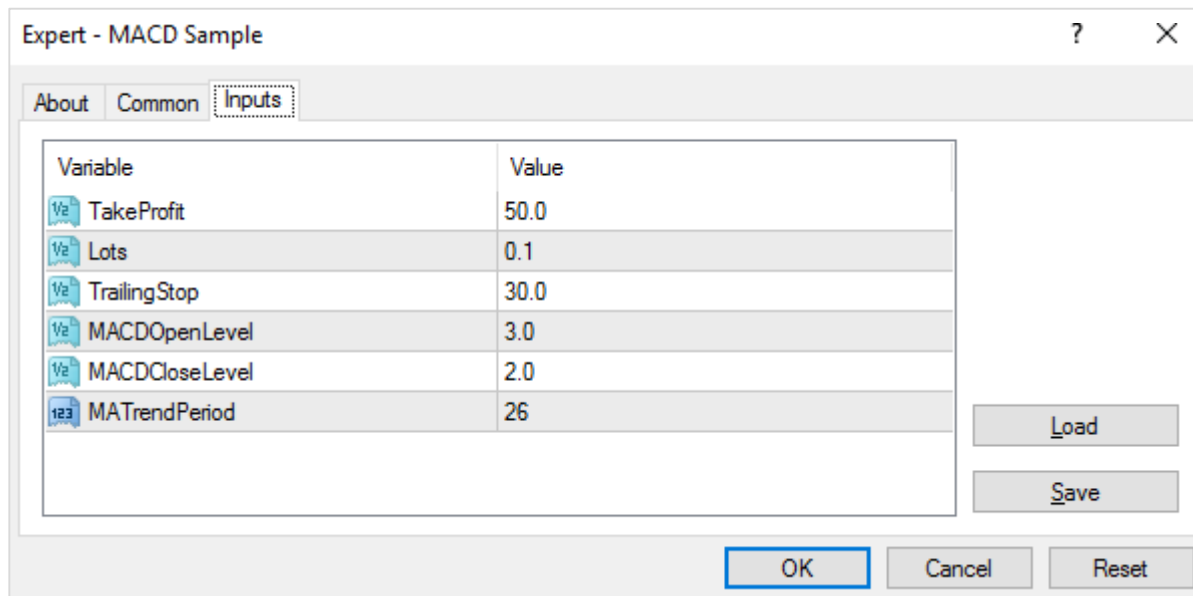 Expert - MACD Sample ?
About Common Inputs
Variable Value
TakeProfit 50.0
Lots 0.1
TrailingStop 30.0
MACDOpenLevel 3.0
MACDCloseLevel 2.0
MATrendPeriod 26
Load
Save
OK Cancel Reset